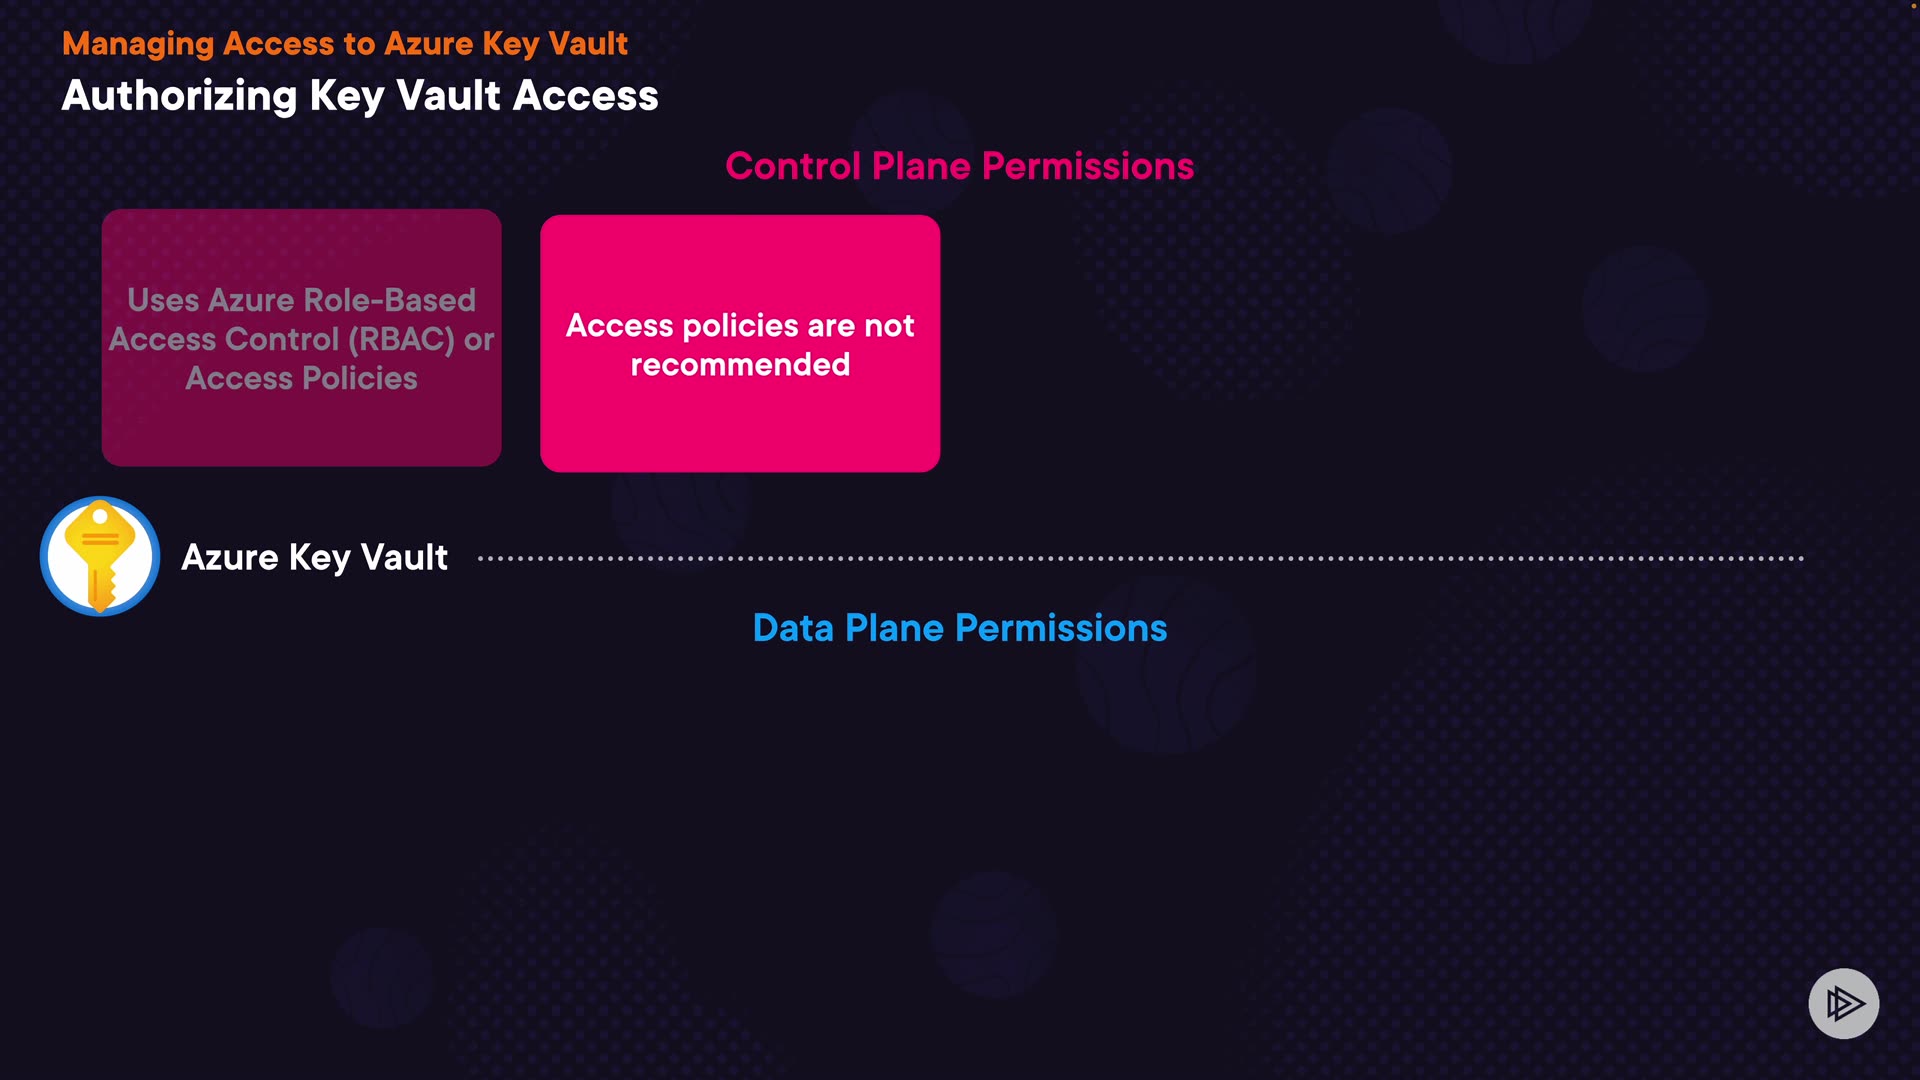 Managing Access to Azure Key Vault
Authorizing Key Vault Access
Control Plane Permissions
Uses Azure Role-Based
Access Control (RBAC) or
Access Policies
Access policies are not
recommended
Azure Key Vault
Data Plane Permissions